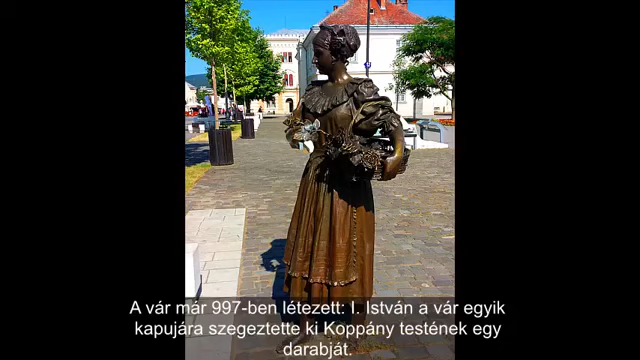 A vár már 997-ben létezett: I. István a vár egyik
kapujára szegeztette ki Koppány testének egy
darabját.